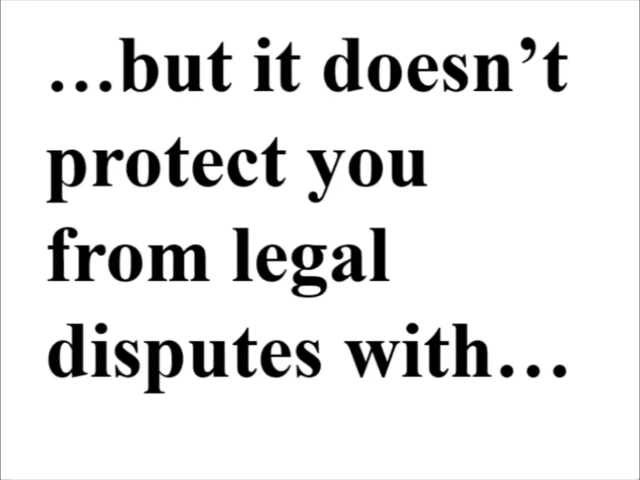 …but it doesn’t
protect you
from legal
disputes with…